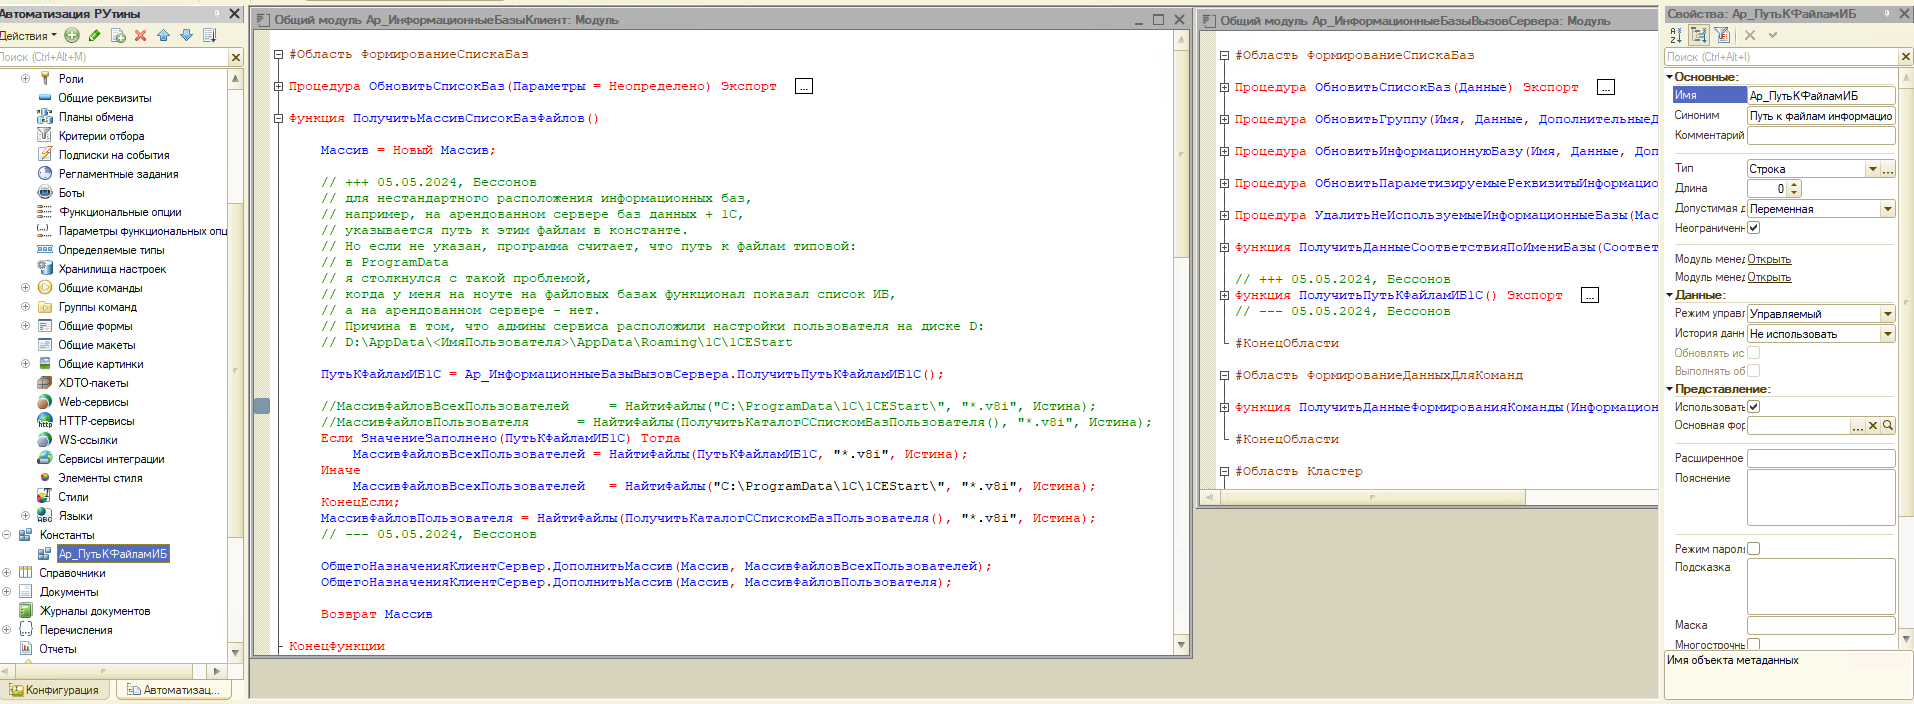 Автоматизация РУтины
Действия
Поиск (Ctrl+Alt+M)
Роли
Общие реквизиты
Планы обмена
Критерии отбора
Подписки на события
Регламентные задания
Боты
Функциональные опции
Параметры функциональных опц
Определяемые типы
Хранилища настроек
Общие команды
Группы команд
Общие формы
Общие макеты
Общие картинки
XDTO-пакеты
Web-сервисы
HTTP-сервисы
WS-ссылки
Сервисы интеграции
Элементы стиля
Стили
Языки
Константы
Ар_ПутьКФайламИБ
Справочники
Документы
Журналы документов
Перечисления
Отчеты
Конфигурация
Автоматизац...
Общий модуль Ар_ИнформационныеБазыКлиент: Модуль
#Область ФормированиеСпискаБаз
Процедура ОбновитьСписокБаз(Параметры = Неопределено) Экспорт ...
Функция ПолучитьМассивСписокБазФайлов()
Массив = Новый Массив;
// +++ 05.05.2024, Бессонов
// для нестандартного расположения информационных баз,
// например, на арендованном сервере баз данных + 1С,
// указывается путь к этим файлам в константе.
// Но если не указан, программа считает, что путь к файлам типовой:
// в ProgramData
// я столкнулся с такой проблемой,
// когда у меня на ноуте на файловых базах функционал показал список ИБ,
// а на арендованном сервере - нет.
// Причина в том, что админы сервиса расположили настройки пользователя на диске D:
// D:\AppData\<ИмяПользователя>\AppData\Roaming\1C\1CEStart
ПутьКФайламИБ1С = Ар_ИнформационныеБазыВызовСервера.ПолучитьПутьКФайламИБ1С();
//МассивФайловВсехПользователей = НайтиФайлы("C:\ProgramData\1C\1CEStart\", "*.v8i", Истина);
//МассивФайловПользователя = НайтиФайлы(ПолучитьКаталогССпискомБазПользователя(), "*.v8i", Истина);
Если ЗначениеЗаполнено(ПутьКФайламИБ1С) Тогда
МассивФайловВсехПользователей = НайтиФайлы(ПутьКФайламИБ1С, "*.v8i", Истина);
Иначе
МассивФайловВсехПользователей = НайтиФайлы("C:\ProgramData\1C\1CEStart\", "*.v8i", Истина);
КонецЕсли;
МассивФайловПользователя = НайтиФайлы(ПолучитьКаталогССпискомБазПользователя(), "*.v8i", Истина);
// --- 05.05.2024, Бессонов
ОбщегоНазначенияКлиентСервер.ДополнитьМассив(Массив, МассивФайловВсехПользователей);
ОбщегоНазначенияКлиентСервер.ДополнитьМассив(Массив, МассивФайловПользователя);
Возврат Массив
КонецФункции
Общий модуль Ар_ИнформационныеБазыВызовСервера: Модуль
#Область ФормированиеСпискаБаз
Процедура ОбновитьСписокБаз(Данные) Экспорт ...
Процедура ОбновитьГруппу(Имя, Данные, ДополнительныеД
Процедура ОбновитьИнформационнуюБазу(Имя, Данные, Доп
Процедура ОбновитьПараметизируемыеРеквизитыИнформацио
Процедура УдалитьНеИспользуемыеИнформационныеБазы(Мас
Функция ПолучитьДанныеСоответствияПоИмениБазы(Соответ
// +++ 05.05.2024, Бессонов
Функция ПолучитьПутьКФайламИБ1С() Экспорт ...
// --- 05.05.2024, Бессонов
#КонецОбласти
#Область ФормированиеДанныхДляКоманд
Функция ПолучитьДанныеФормированияКоманды(Информацион
#КонецОбласти
#Область Кластер
Свойства: Ар_ПутьКФайламИБ
Поиск (Ctrl+Alt+I)
Основные:
Имя Ар_ПутьКФайламИБ
Синоним Путь к файлам информацио
Комментарий
Тип Строка
Длина 0
Допустимая д Переменная
Неограниченн
Модуль менед Открыть
Модуль менед Открыть
Данные:
Режим управл Управляемый
История данн Не использовать
Обновлять ис
Выполнять об
Представление:
Использовать
Основная фор
Расширенное
Пояснение
Режим пароля
Подсказка
Маска
Многострочны
Имя объекта метаданных